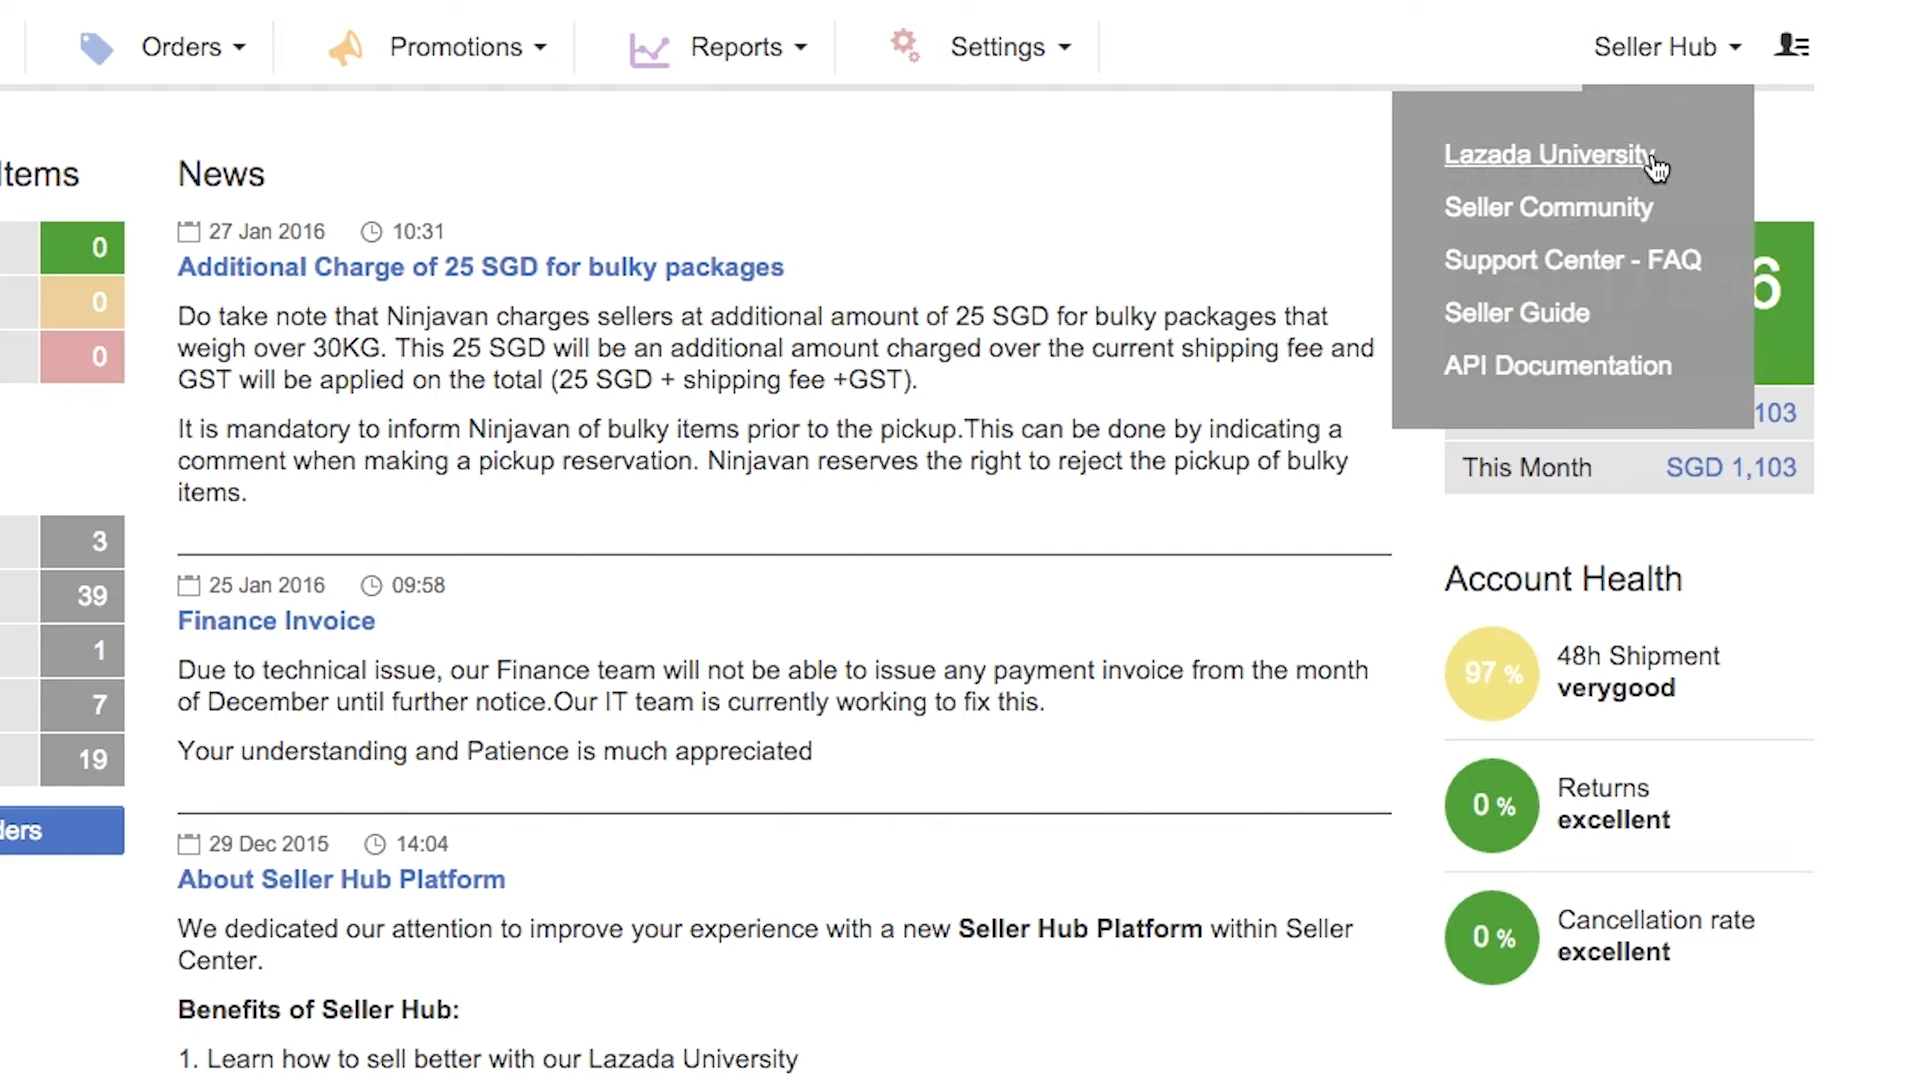 Orders
Promotions
Reports
Settings
Seller Hub
Lazada University
Seller Community
Support Center - FAQ
Seller Guide
API Documentation
6
103
This Month SGD 1,103
Items
0
0
0
3
39
1
7
19
ders
News
27 Jan 2016 10:31
Additional Charge of 25 SGD for bulky packages
Do take note that Ninjavan charges sellers at additional amount of 25 SGD for bulky packages that
weigh over 30KG. This 25 SGD will be an additional amount charged over the current shipping fee and
GST will be applied on the total (25 SGD + shipping fee +GST).
It is mandatory to inform Ninjavan of bulky items prior to the pickup.This can be done by indicating a
comment when making a pickup reservation. Ninjavan reserves the right to reject the pickup of bulky
items.
25 Jan 2016 09:58
Finance Invoice
Due to technical issue, our Finance team will not be able to issue any payment invoice from the month
of December until further notice.Our IT team is currently working to fix this.
Your understanding and Patience is much appreciated
29 Dec 2015 14:04
About Seller Hub Platform
We dedicated our attention to improve your experience with a new Seller Hub Platform within Seller
Center.
Benefits of Seller Hub:
1. Learn how to sell better with our Lazada University
Account Health
97 % 48h Shipment
verygood
0 % Returns
excellent
0 % Cancellation rate
excellent